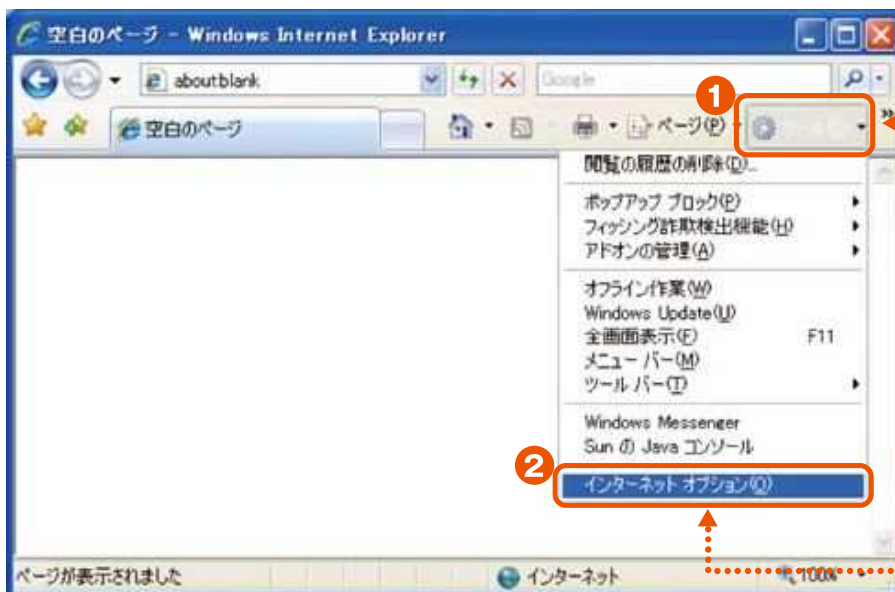 空白のページ - Windows Internet Explorer
about:blank
Google
1
空白のページ
ページ(P)
閲覧の履歴の削除(D)...
ポップアップ ブロック(P)
フィッシング詐欺検出機能(H)
アドオンの管理(A)
オフライン作業(W)
Windows Update(U)
全画面表示(F) F11
メニュー バー(M)
ツール バー(T)
Windows Messenger
Sun の Java コンソール
2
インターネット オプション(O)
ページが表示されました
インターネット
100%